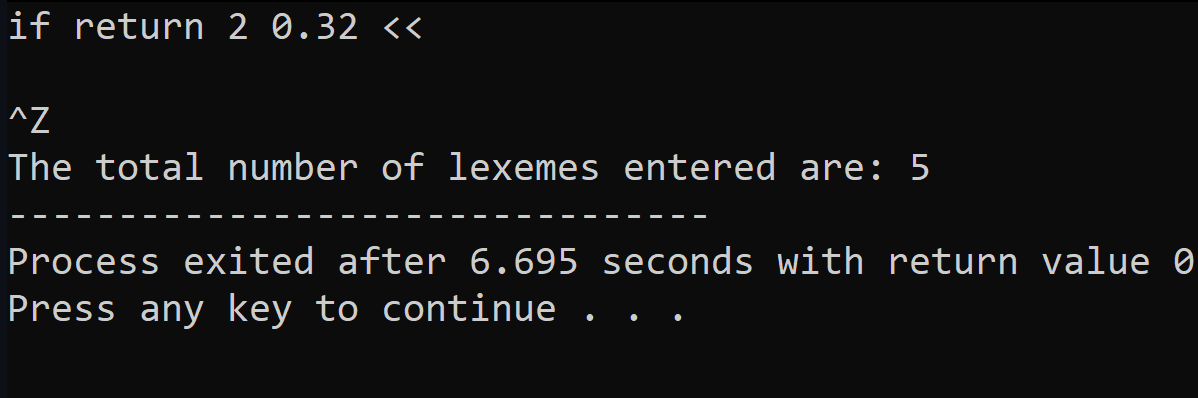 if return 2 0.32 <<
^Z
The total number of lexemes entered are: 5
--------------------------------
Process exited after 6.695 seconds with return value 0
Press any key to continue . . .